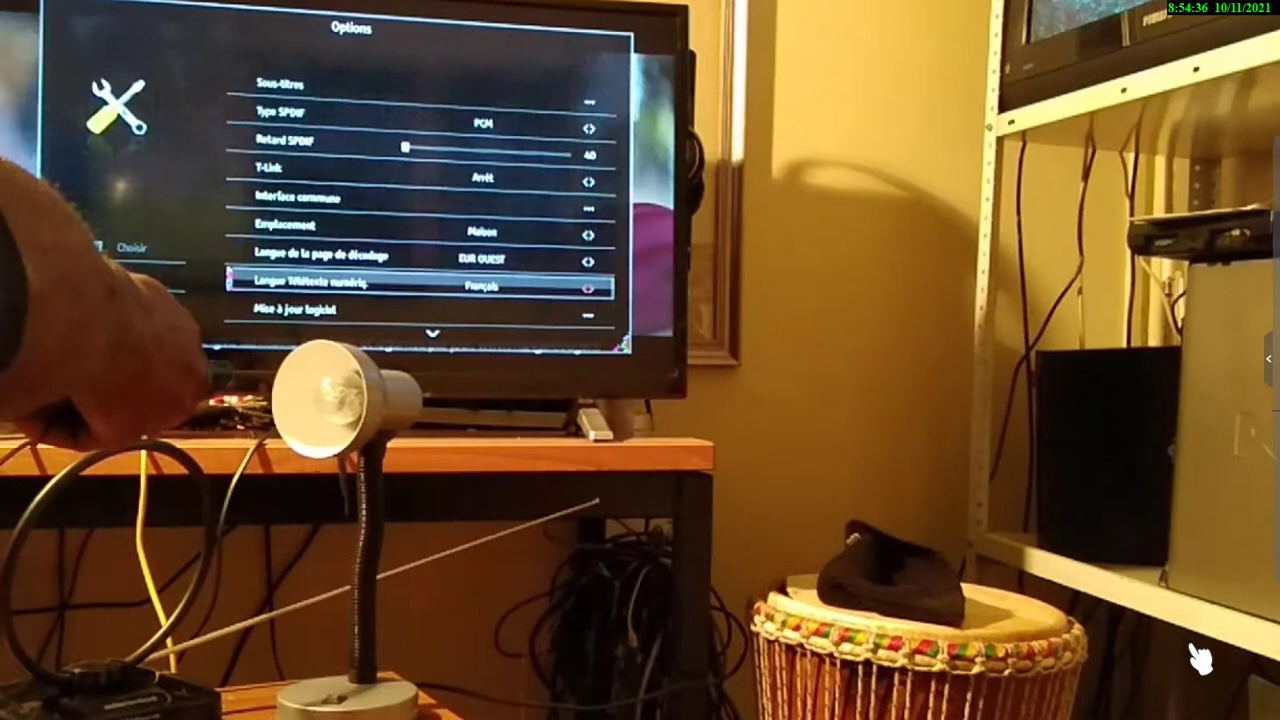 8:54:36 10/11/2021
Options
Sous-titres
Type SPDIF PCM
Retard SPDIF 40
T-Link Arrêt
Interface commune
Emplacement Maison
Choisir
Langue de la page de décodage EUR OUEST
Langue Télétexte numériq. Français
Mise à jour logiciel